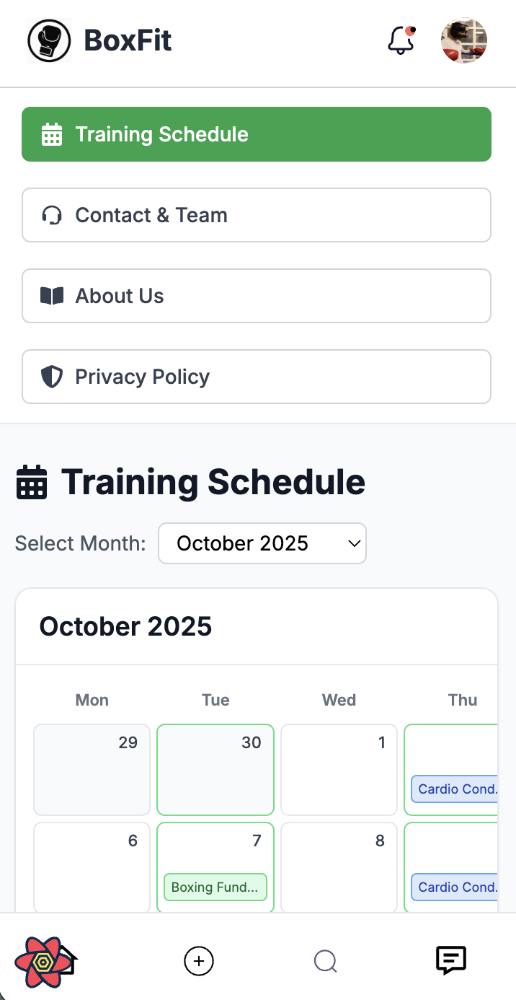 BoxFit
Training Schedule
Contact & Team
About Us
Privacy Policy
Training Schedule
Select Month: October 2025
October 2025
Mon Tue Wed Thu
29 30 1
Cardio Cond.
6 7 8
Boxing Fund... Cardio Cond.